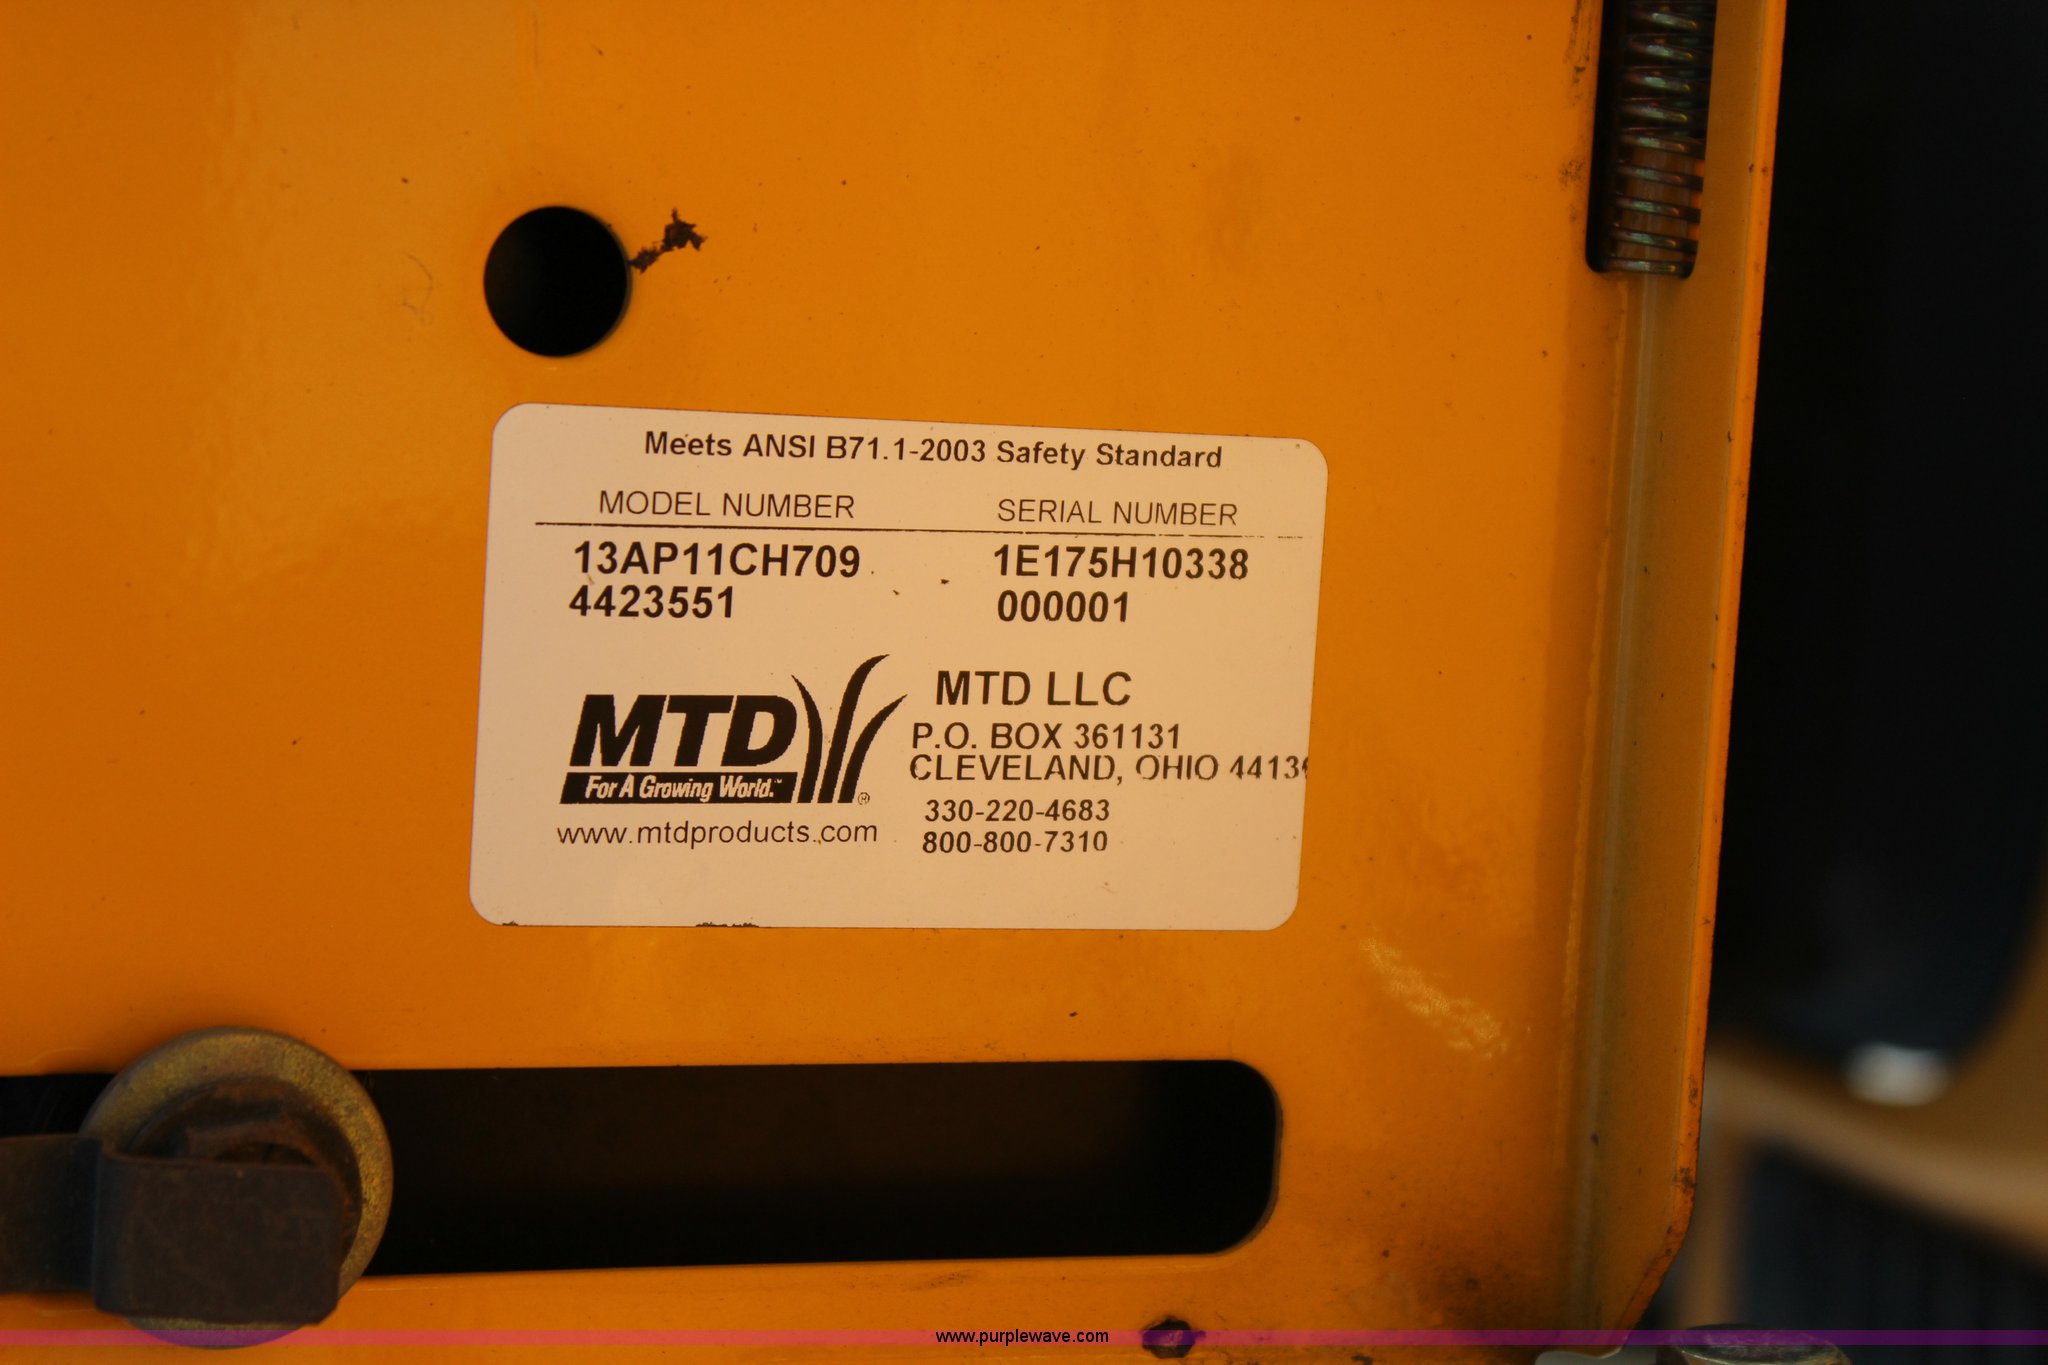 Meets ANSI B71.1-2003 Safety Standard
MODEL NUMBER SERIAL NUMBER
13AP11CH709 1E175H10338
4423551 000001
MTD
For A Growing World.™
®
www.mtdproducts.com
MTD LLC
P.O. BOX 361131
CLEVELAND, OHIO
330-220-4683
800-800-7310
www.purplewave.com